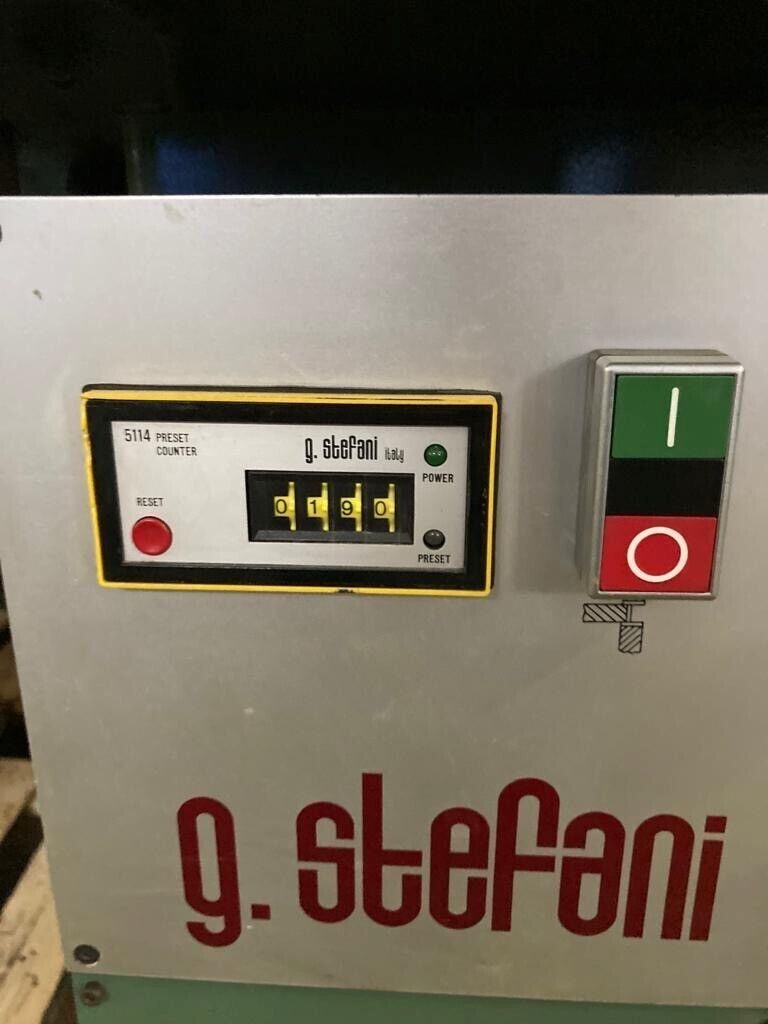 5114 PRESET
COUNTER
g. stefani italy
POWER
RESET
0190
PRESET
g. stefani